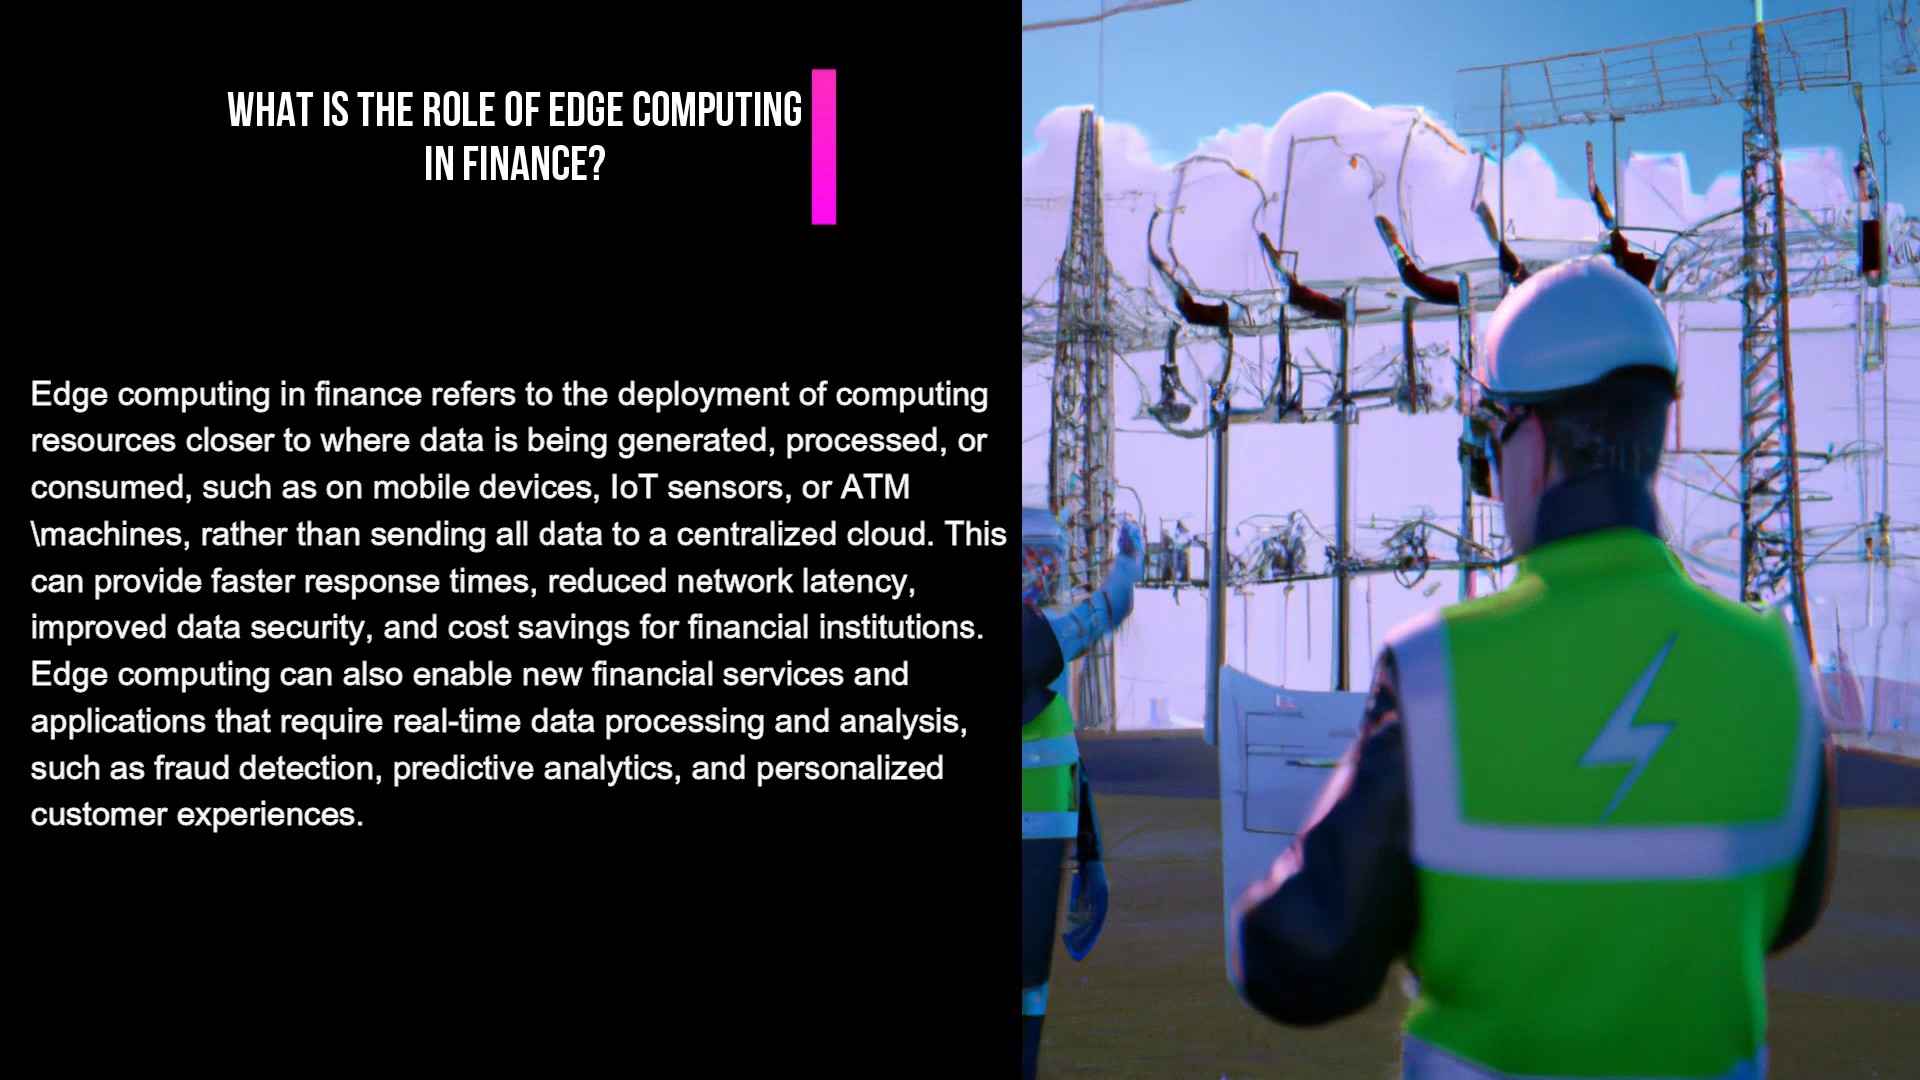 WHAT IS THE ROLE OF EDGE COMPUTING
IN FINANCE?
Edge computing in finance refers to the deployment of computing
resources closer to where data is being generated, processed, or
consumed, such as on mobile devices, IoT sensors, or ATM
\machines, rather than sending all data to a centralized cloud. This
can provide faster response times, reduced network latency,
improved data security, and cost savings for financial institutions.
Edge computing can also enable new financial services and
applications that require real-time data processing and analysis,
such as fraud detection, predictive analytics, and personalized
customer experiences.